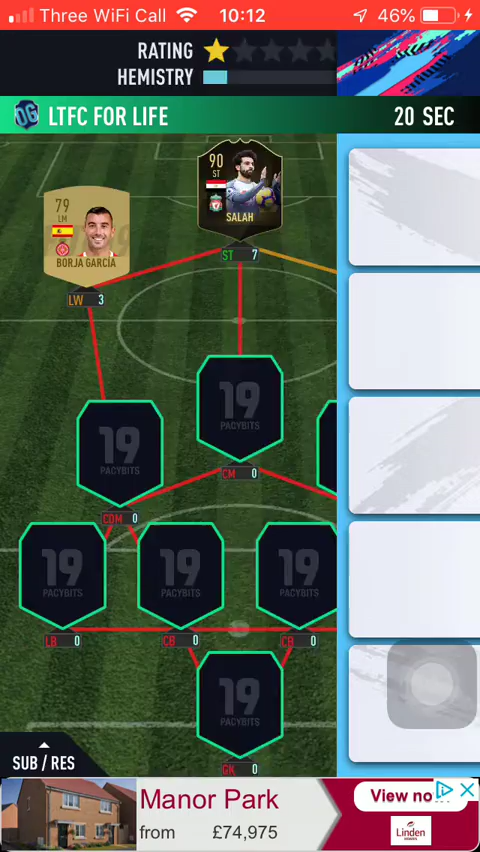 Three WiFi Call 10:12 46%
RATING
HEMISTRY
DG LTFC FOR LIFE 20 SEC
90
ST
SALAH
79
LM
BORJA GARCÍA
ST 7
LW 3
19
PACYBITS
19
PACYBITS
CM 0
CDM 0
19
PACYBITS
19
PACYBITS
19
PACYBITS
LB 0
CB 0
CB 0
19
PACYBITS
SUB / RES
GK 0
Manor Park
from £74,975
View no
Linden